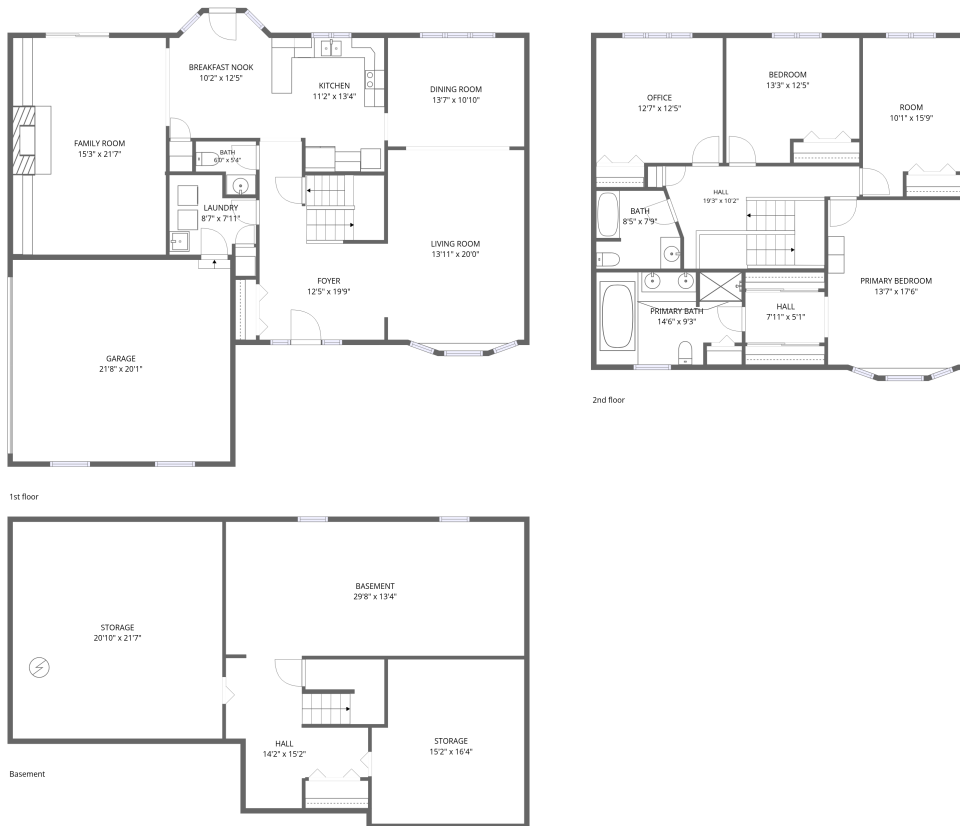 BREAKFAST NOOK
10'2" x 12'5"
KITCHEN
11'2" x 13'4"
DINING ROOM
13'7" x 10'10"
FAMILY ROOM
15'3" x 21'7"
BATH
6'0" x 5'4"
LAUNDRY
8'7" x 7'11"
LIVING ROOM
13'11" x 20'0"
FOYER
12'5" x 19'9"
GARAGE
21'8" x 20'1"
1st floor
OFFICE
12'7" x 12'5"
BEDROOM
13'3" x 12'5"
ROOM
10'1" x 15'9"
HALL
19'3" x 10'2"
BATH
8'5" x 7'9"
PRIMARY BEDROOM
13'7" x 17'6"
PRIMARY BATH
14'6" x 9'3"
HALL
7'11" x 5'1"
2nd floor
BASEMENT
29'8" x 13'4"
STORAGE
20'10" x 21'7"
HALL
14'2" x 15'2"
STORAGE
15'2" x 16'4"
Basement